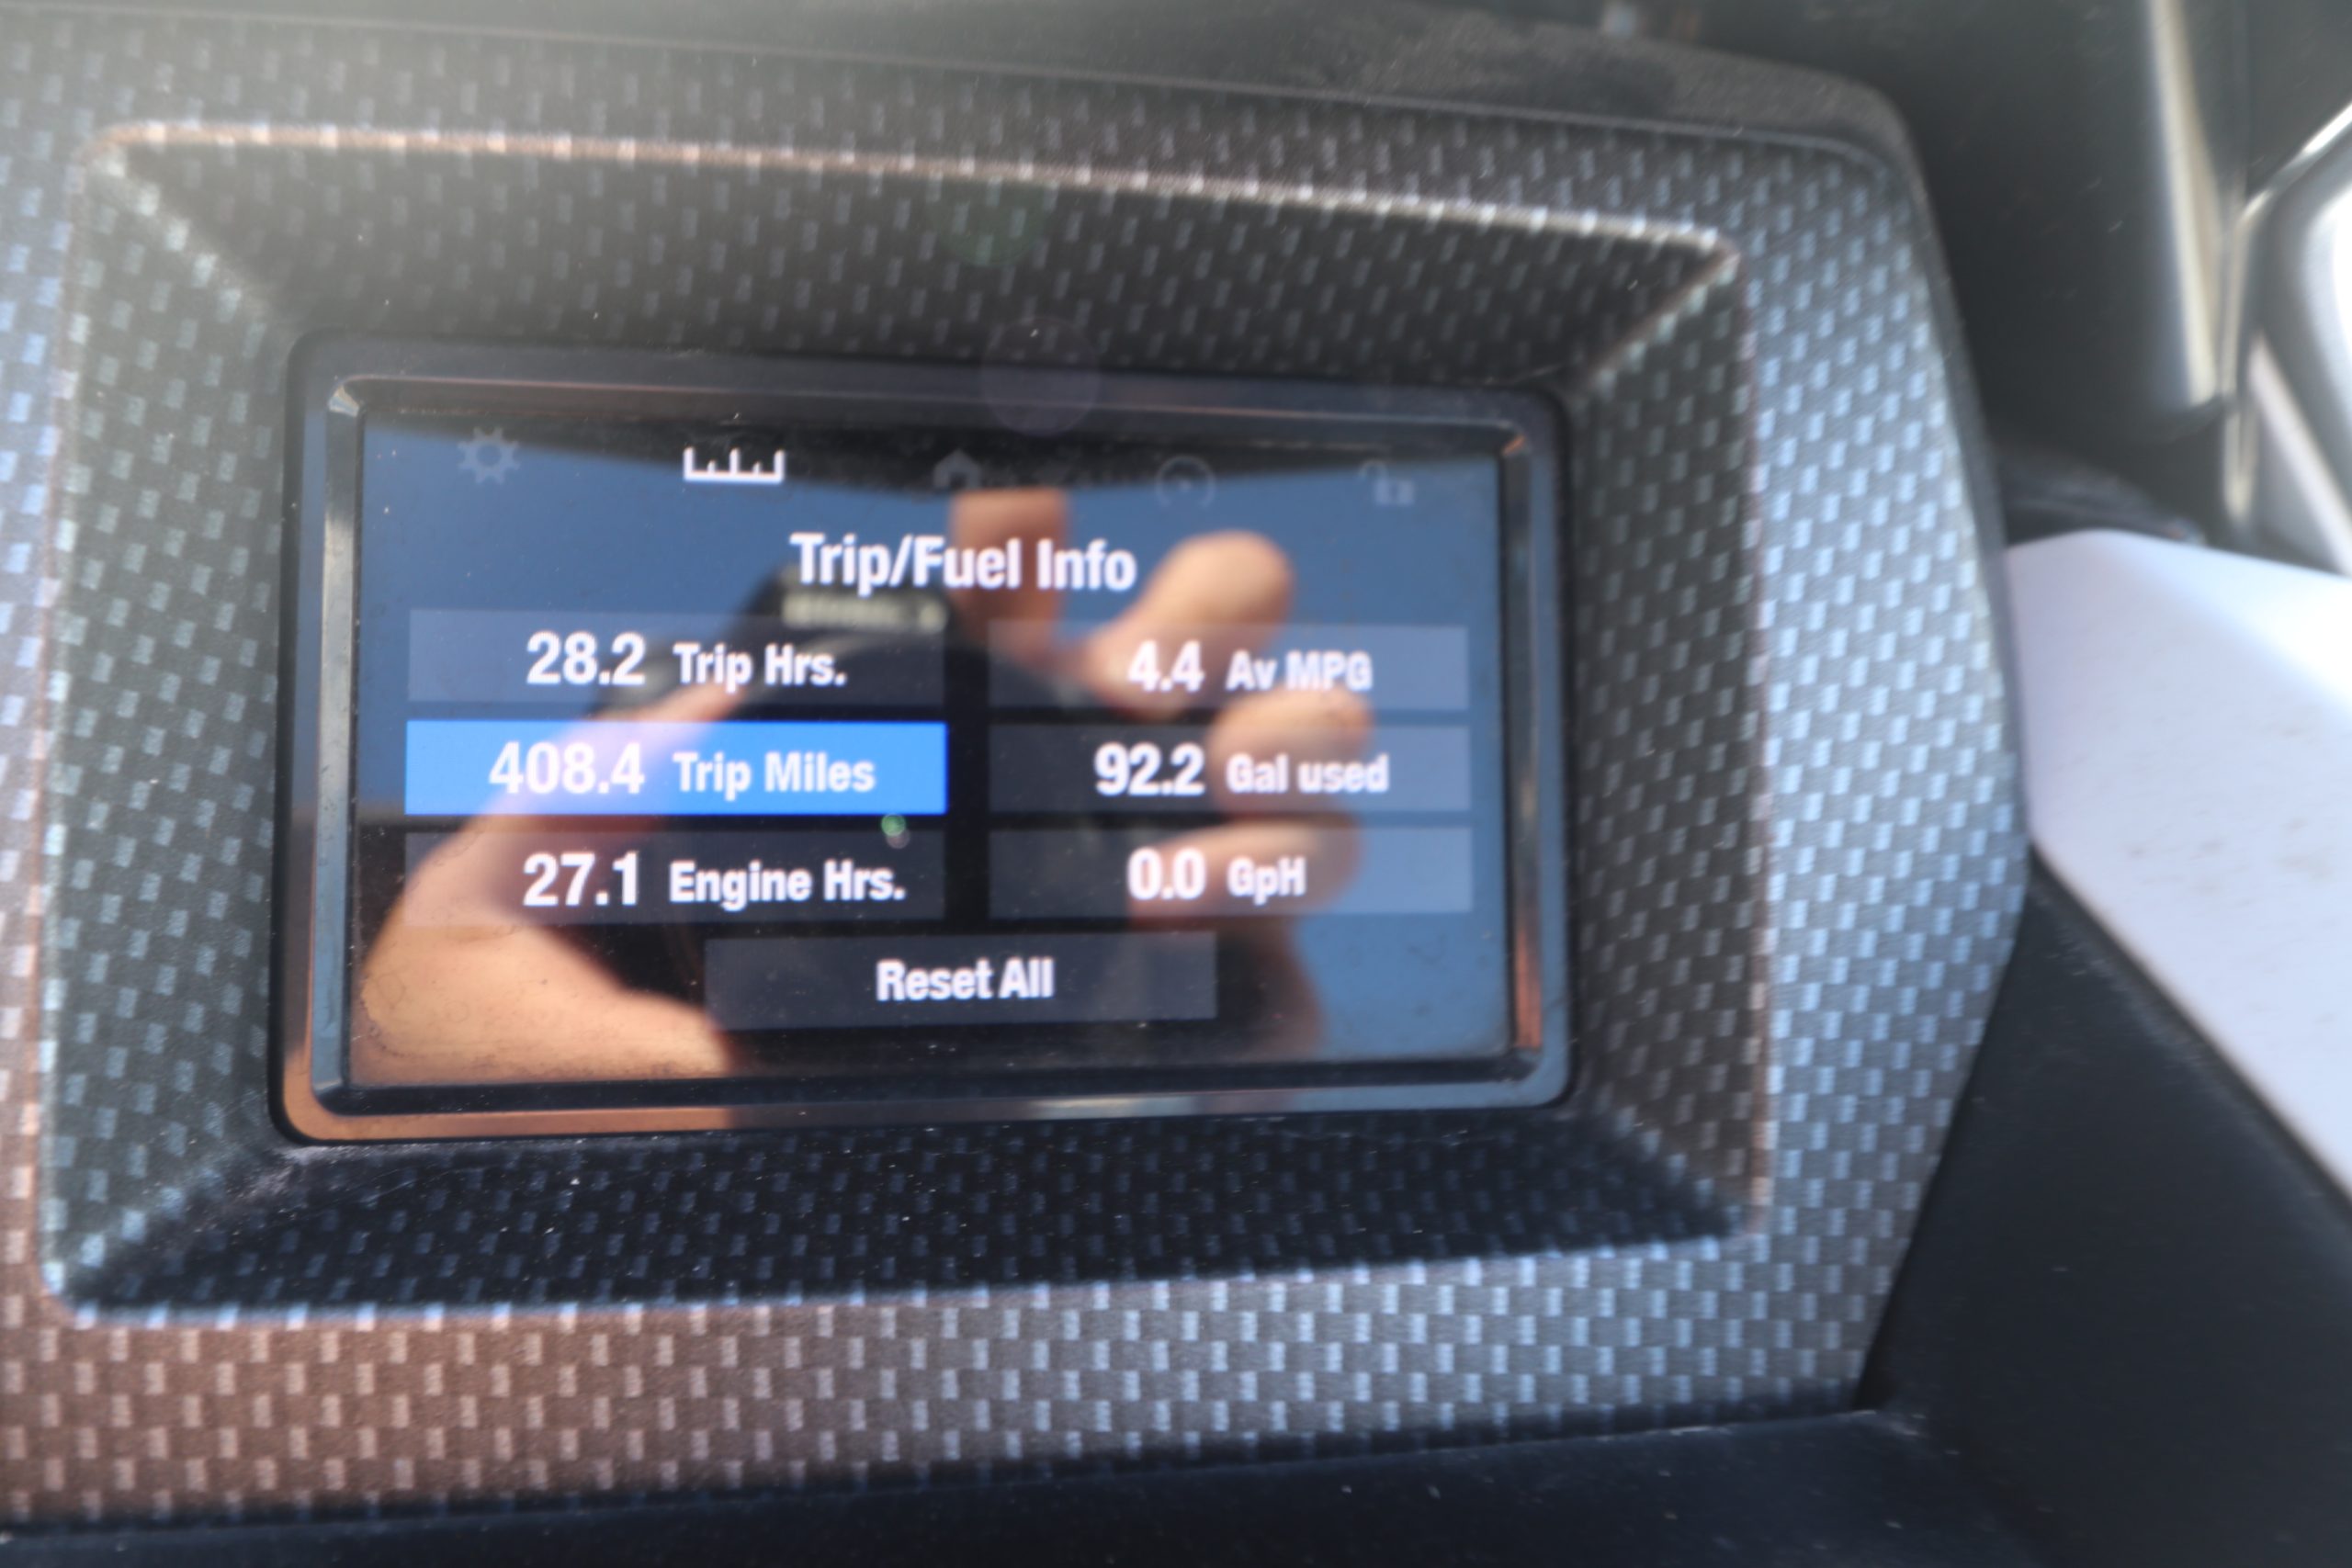 Trip/Fuel Info
28.2 Trip Hrs.
4.4 Av MPG
408.4 Trip Miles
92.2 Gal used
27.1 Engine Hrs.
0.0 GpH
Reset All